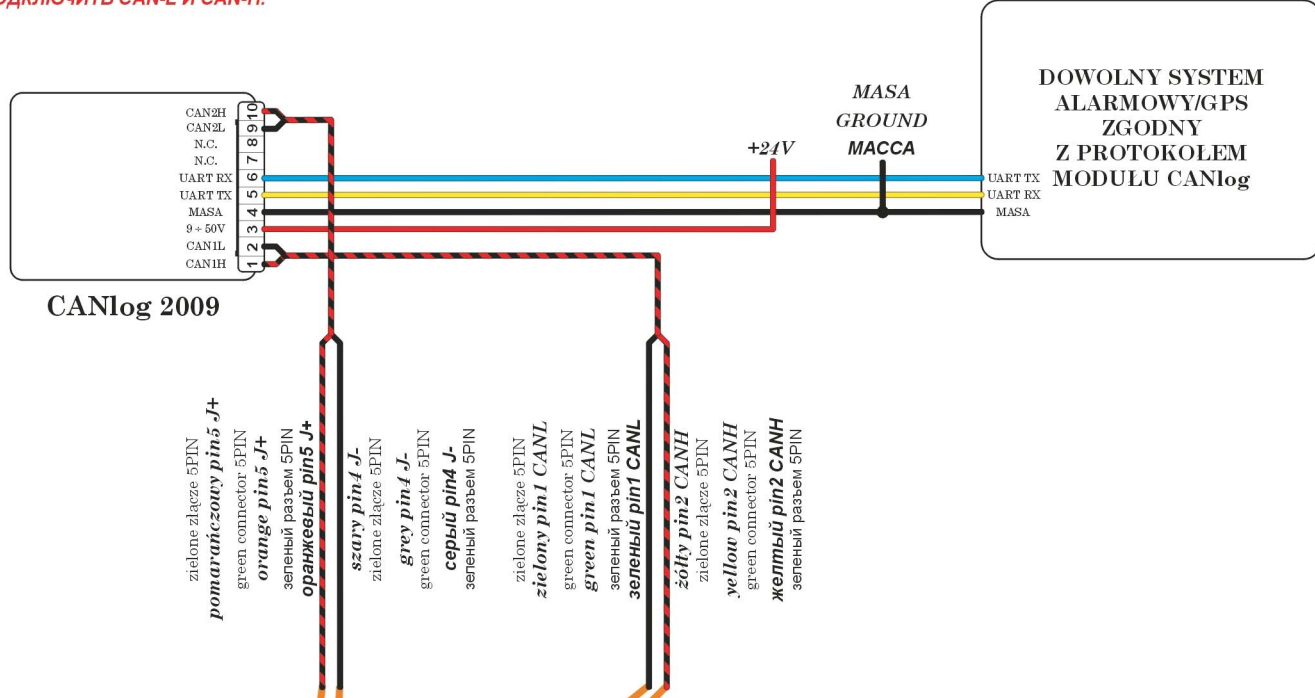 ПОДКЛЮЧИТЬ CAN-L И CAN-H.
CAN2H
CAN2L
N.C.
N.C.
UART RX
UART TX
MASA
9 ÷ 50V
CAN1L
CAN1H
10
9
8
7
6
5
4
3
2
1
CANlog 2009
+24V
MASA
GROUND
МАССА
UART TX
UART RX
MASA
DOWOLNY SYSTEM
ALARMOWY/GPS
ZGODNY
Z PROTOKOŁEM
MODUŁU CANlog
zielone złącze 5PIN
pomarańczowy pin5 J+
green connector 5PIN
orange pin5 J+
зеленый разъем 5PIN
оранжевый pin5 J+
szary pin4 J-
zielone złącze 5PIN
grey pin4 J-
green connector 5PIN
серый pin4 J-
зеленый разъем 5PIN
zielone złącze 5PIN
zielony pin1 CANL
green connector 5PIN
green pin1 CANL
зеленый разъем 5PIN
зеленый pin1 CANL
żółty pin2 CANH
zielone złącze 5PIN
yellow pin2 CANH
green connector 5PIN
желтый pin2 CANH
зеленый разъем 5PIN